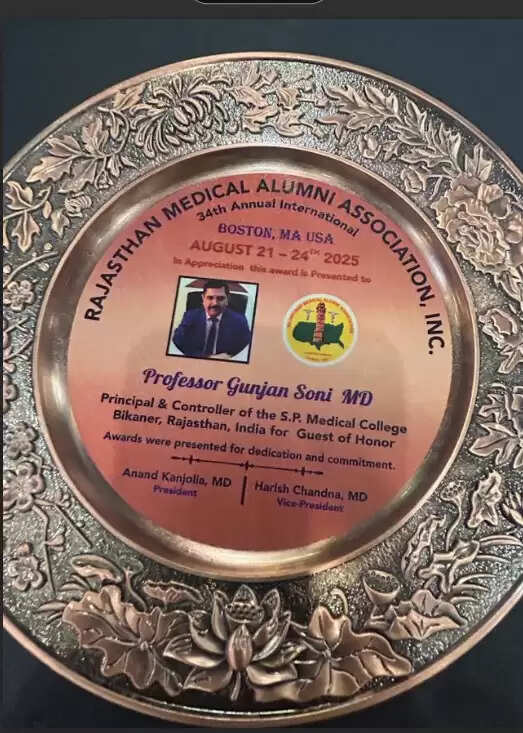 RAJASTHAN MEDICAL ALUMNI ASSOCIATION, INC.
34th Annual International
BOSTON, MA USA
AUGUST 21 – 24TH 2025
In Appreciation this award is Presented to
Professor Gunjan Soni MD
Principal & Controller of the S.P. Medical College
Bikaner, Rajasthan, India for Guest of Honor
Awards were presented for dedication and commitment.
Anand Kanjolia, MD
President
Harish Chandna, MD
Vice-President